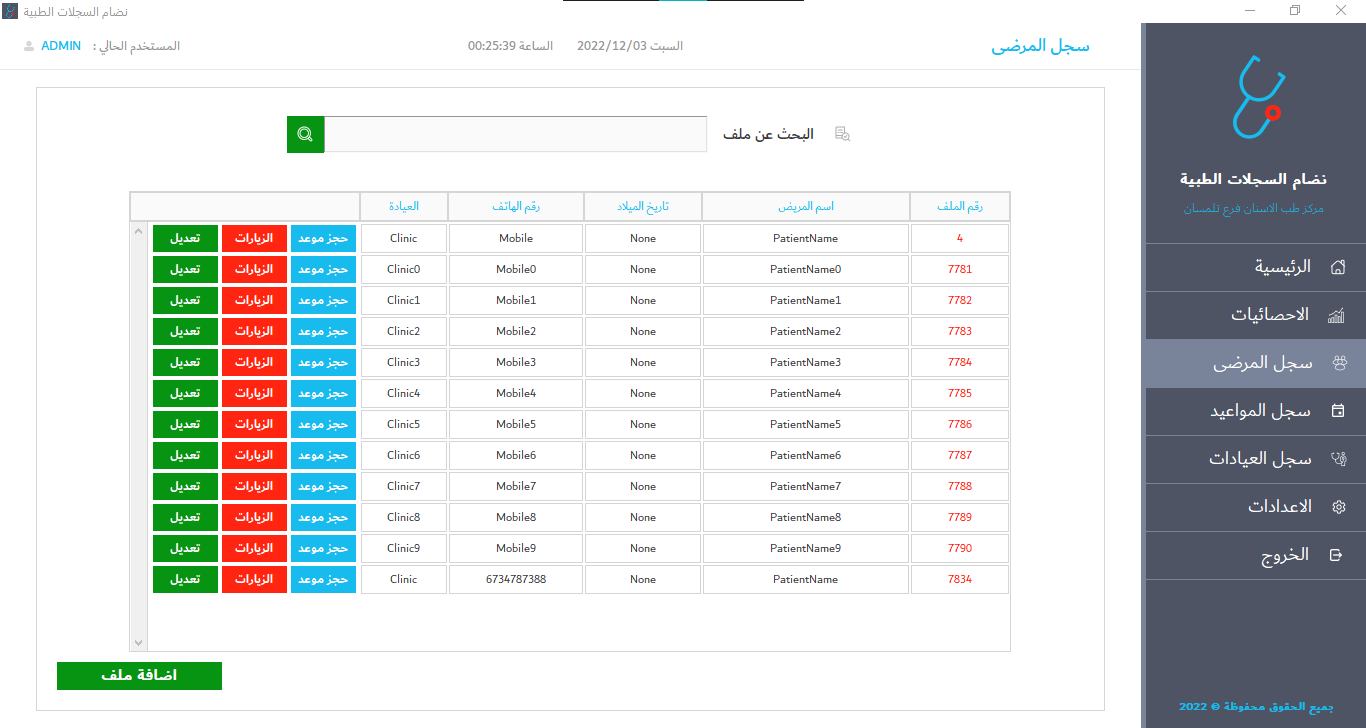 نضام السجلات الطبية
سجل المرضى
السبت 2022/12/03
الساعة 00:25:39
المستخدم الحالي : ADMIN
نضام السجلات الطبية
مركز طب الاسنان فرع تلمسان
الرئيسية
الاحصائيات
سجل المرضى
سجل المواعيد
سجل العيادات
الاعدادات
الخروج
جميع الحقوق محفوظة © 2022
البحث عن ملف
رقم الملف اسم المريض تاريخ الميلاد رقم الهاتف العيادة
4 PatientName None Mobile Clinic حجز موعد الزيارات تعديل
7781 PatientName0 None Mobile0 Clinic0 حجز موعد الزيارات تعديل
7782 PatientName1 None Mobile1 Clinic1 حجز موعد الزيارات تعديل
7783 PatientName2 None Mobile2 Clinic2 حجز موعد الزيارات تعديل
7784 PatientName3 None Mobile3 Clinic3 حجز موعد الزيارات تعديل
7785 PatientName4 None Mobile4 Clinic4 حجز موعد الزيارات تعديل
7786 PatientName5 None Mobile5 Clinic5 حجز موعد الزيارات تعديل
7787 PatientName6 None Mobile6 Clinic6 حجز موعد الزيارات تعديل
7788 PatientName7 None Mobile7 Clinic7 حجز موعد الزيارات تعديل
7789 PatientName8 None Mobile8 Clinic8 حجز موعد الزيارات تعديل
7790 PatientName9 None Mobile9 Clinic9 حجز موعد الزيارات تعديل
7834 PatientName None 6734787388 Clinic حجز موعد الزيارات تعديل
اضافة ملف